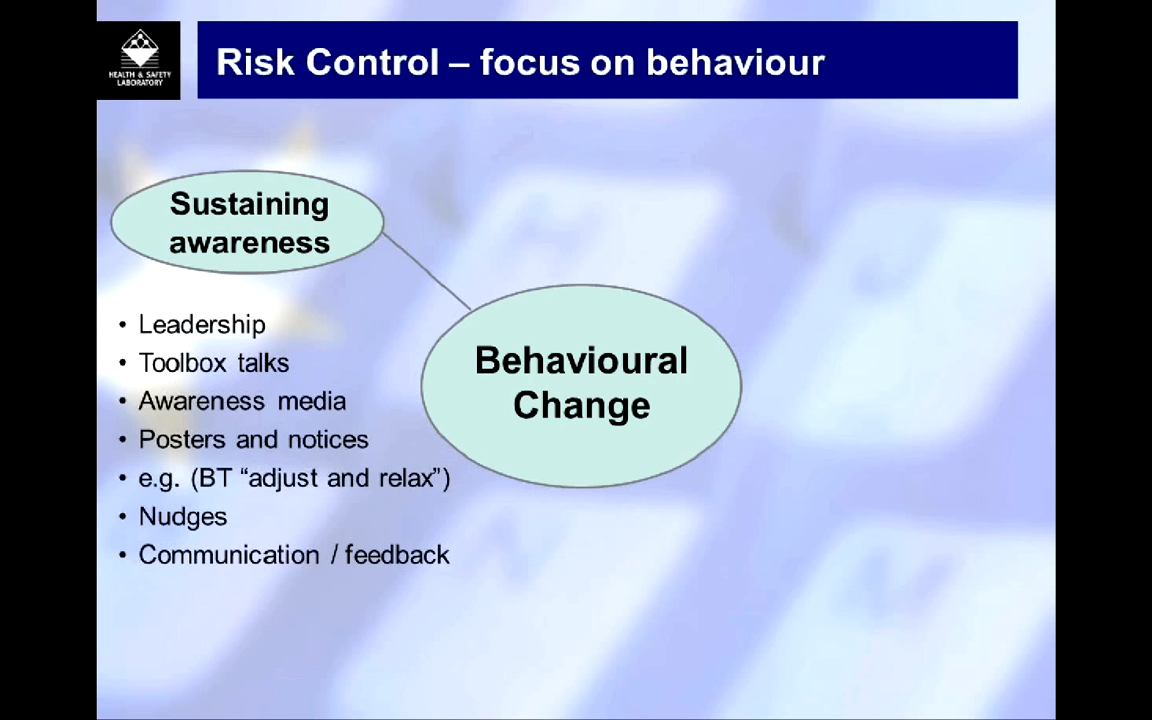 HEALTH & SAFETY
LABORATORY
Risk Control – focus on behaviour
Sustaining
awareness
• Leadership
• Toolbox talks
• Awareness media
• Posters and notices
• e.g. (BT “adjust and relax”)
• Nudges
• Communication / feedback
Behavioural
Change